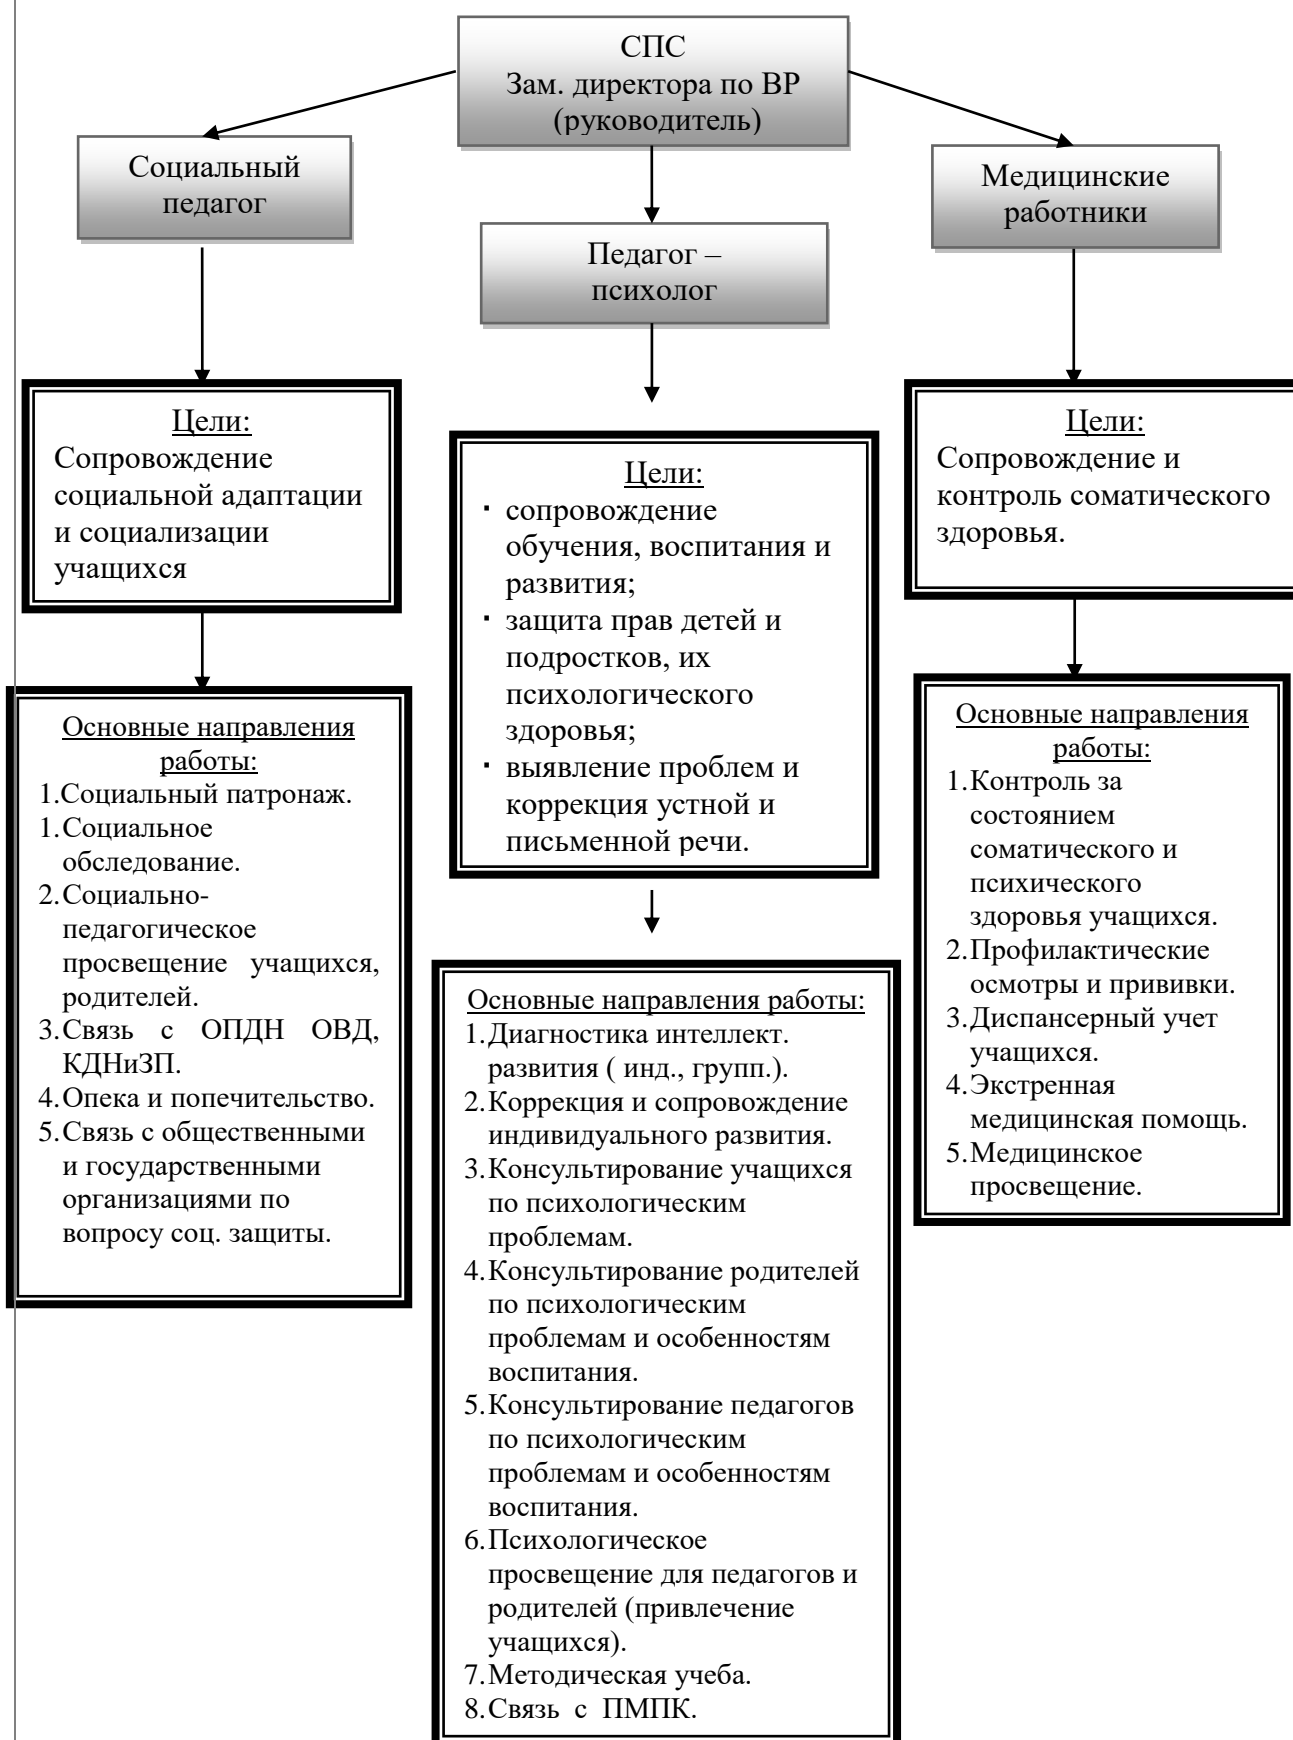 СПС
Зам. директора по ВР
(руководитель)
Социальный
педагог
Педагог –
психолог
Медицинские
работники
Цели:
Сопровождение
социальной адаптации
и социализации
учащихся
Цели:
· сопровождение
обучения, воспитания и
развития;
· защита прав детей и
подростков, их
психологического
здоровья;
· выявление проблем и
коррекция устной и
письменной речи.
Цели:
Сопровождение и
контроль соматического
здоровья.
Основные направления
работы:
1.Социальный патронаж.
1.Социальное
обследование.
2.Социально-
педагогическое
просвещение учащихся,
родителей.
3.Связь с ОПДН ОВД,
КДНиЗП.
4.Опека и попечительство.
5.Связь с общественными
и государственными
организациями по
вопросу соц. защиты.
Основные направления работы:
1.Диагностика интеллект.
развития ( инд., групп.).
2.Коррекция и сопровождение
индивидуального развития.
3.Консультирование учащихся
по психологическим
проблемам.
4.Консультирование родителей
по психологическим
проблемам и особенностям
воспитания.
5.Консультирование педагогов
по психологическим
проблемам и особенностям
воспитания.
6.Психологическое
просвещение для педагогов и
родителей (привлечение
учащихся).
7.Методическая учеба.
8.Связь с ПМПК.
Основные направления
работы:
1.Контроль за
состоянием
соматического и
психического
здоровья учащихся.
2.Профилактические
осмотры и прививки.
3.Диспансерный учет
учащихся.
4.Экстренная
медицинская помощь.
5.Медицинское
просвещение.